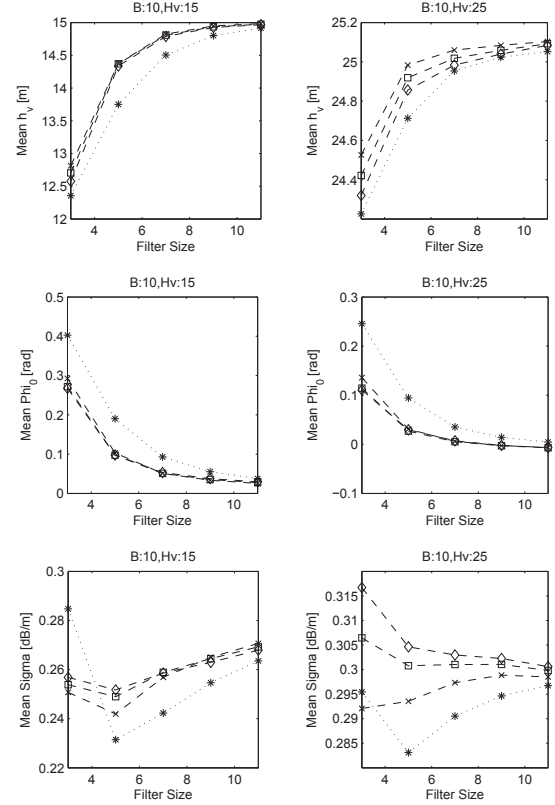 B:10,Hv:15
15
14.5
14
13.5
13
12.5
12
Mean h_v [m]
4 6 8 10
Filter Size
B:10,Hv:25
25.2
25
24.8
24.6
24.4
Mean h_v [m]
4 6 8 10
Filter Size
B:10,Hv:15
0.5
0.4
0.3
0.2
0.1
0
Mean Phi_0 [rad]
4 6 8 10
Filter Size
B:10,Hv:25
0.3
0.2
0.1
0
−0.1
Mean Phi_0 [rad]
4 6 8 10
Filter Size
B:10,Hv:15
0.3
0.28
0.26
0.24
0.22
Mean Sigma [dB/m]
4 6 8 10
Filter Size
B:10,Hv:25
0.315
0.31
0.305
0.3
0.295
0.29
0.285
Mean Sigma [dB/m]
4 6 8 10
Filter Size